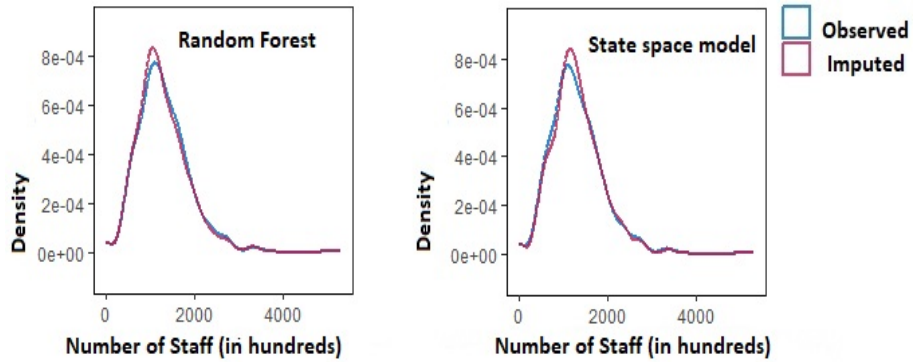 Random Forest
8e-04
6e-04
4e-04
2e-04
0e+00
Density
0 2000 4000
Number of Staff (in hundreds)
State space model
8e-04
6e-04
4e-04
2e-04
0e+00
Density
0 2000 4000
Number of Staff (in hundreds)
Observed
Imputed